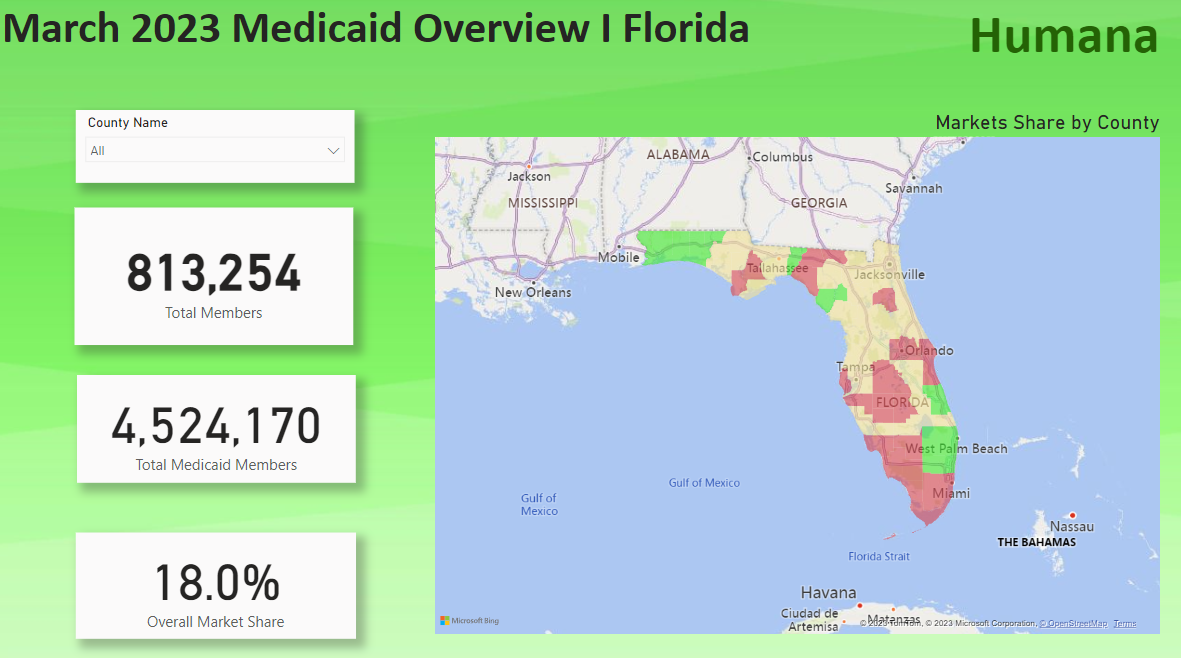 March 2023 Medicaid Overview I Florida
Humana
County Name
All
813,254
Total Members
4,524,170
Total Medicaid Members
18.0%
Overall Market Share
Markets Share by County
ALABAMA
Columbus
Jackson
Savannah
MISSISSIPPI
GEORGIA
Mobile
Tallahassee
Jacksonville
New Orleans
Orlando
Tampa
FLORIDA
West Palm Beach
Gulf of Mexico
Miami
Gulf of
Mexico
Nassau
THE BAHAMAS
Florida Strait
Havana
Ciudad de
Artemisa
Matanzas
Microsoft Bing
© 2023 TomTom, © 2023 Microsoft Corporation, © OpenStreetMap Terms